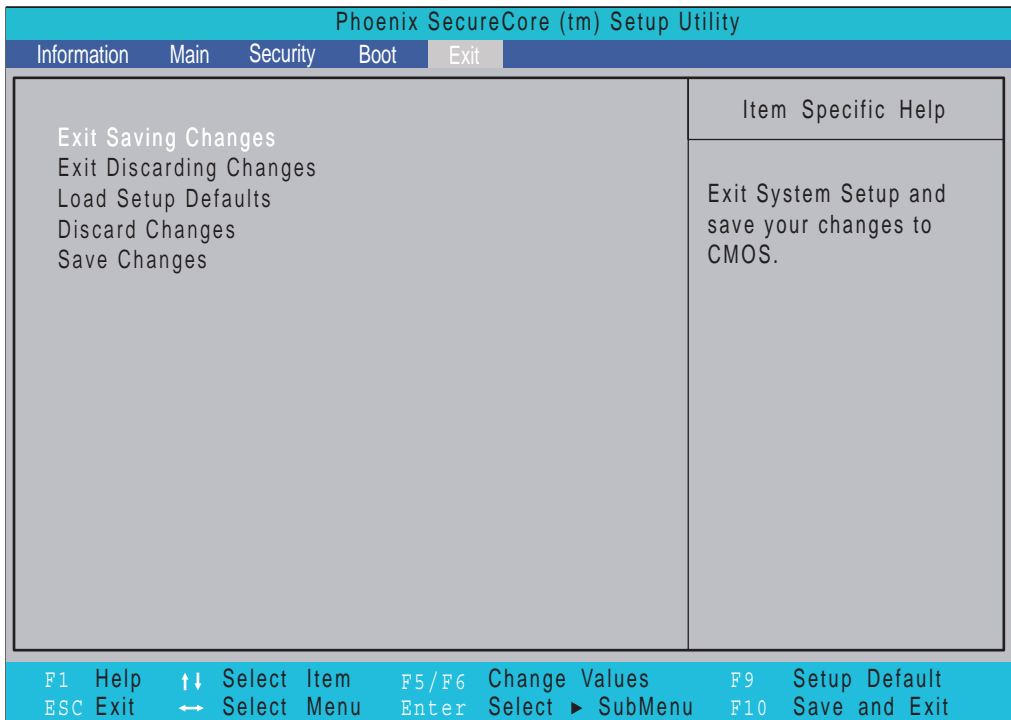 Phoenix SecureCore (tm) Setup Utility
Information Main Security Boot Exit
Exit Saving Changes
Exit Discarding Changes
Load Setup Defaults
Discard Changes
Save Changes
Item Specific Help
Exit System Setup and
save your changes to
CMOS.
F1 Help ↑↓ Select Item F5/F6 Change Values F9 Setup Default
ESC Exit ↔ Select Menu Enter Select ► SubMenu F10 Save and Exit